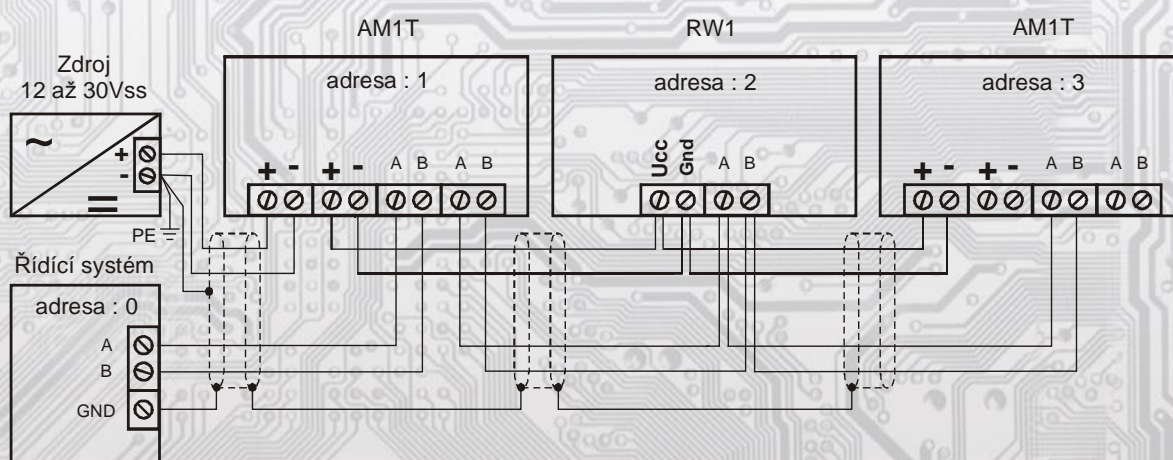 AM1T
RW1
AM1T
Zdroj
12 až 30Vss
adresa : 1
adresa : 2
adresa : 3
~
+
-
=
PE
+ - + - A B A B
Ucc Gnd A B
+ - + - A B A B
Řídící systém
adresa : 0
A
B
GND